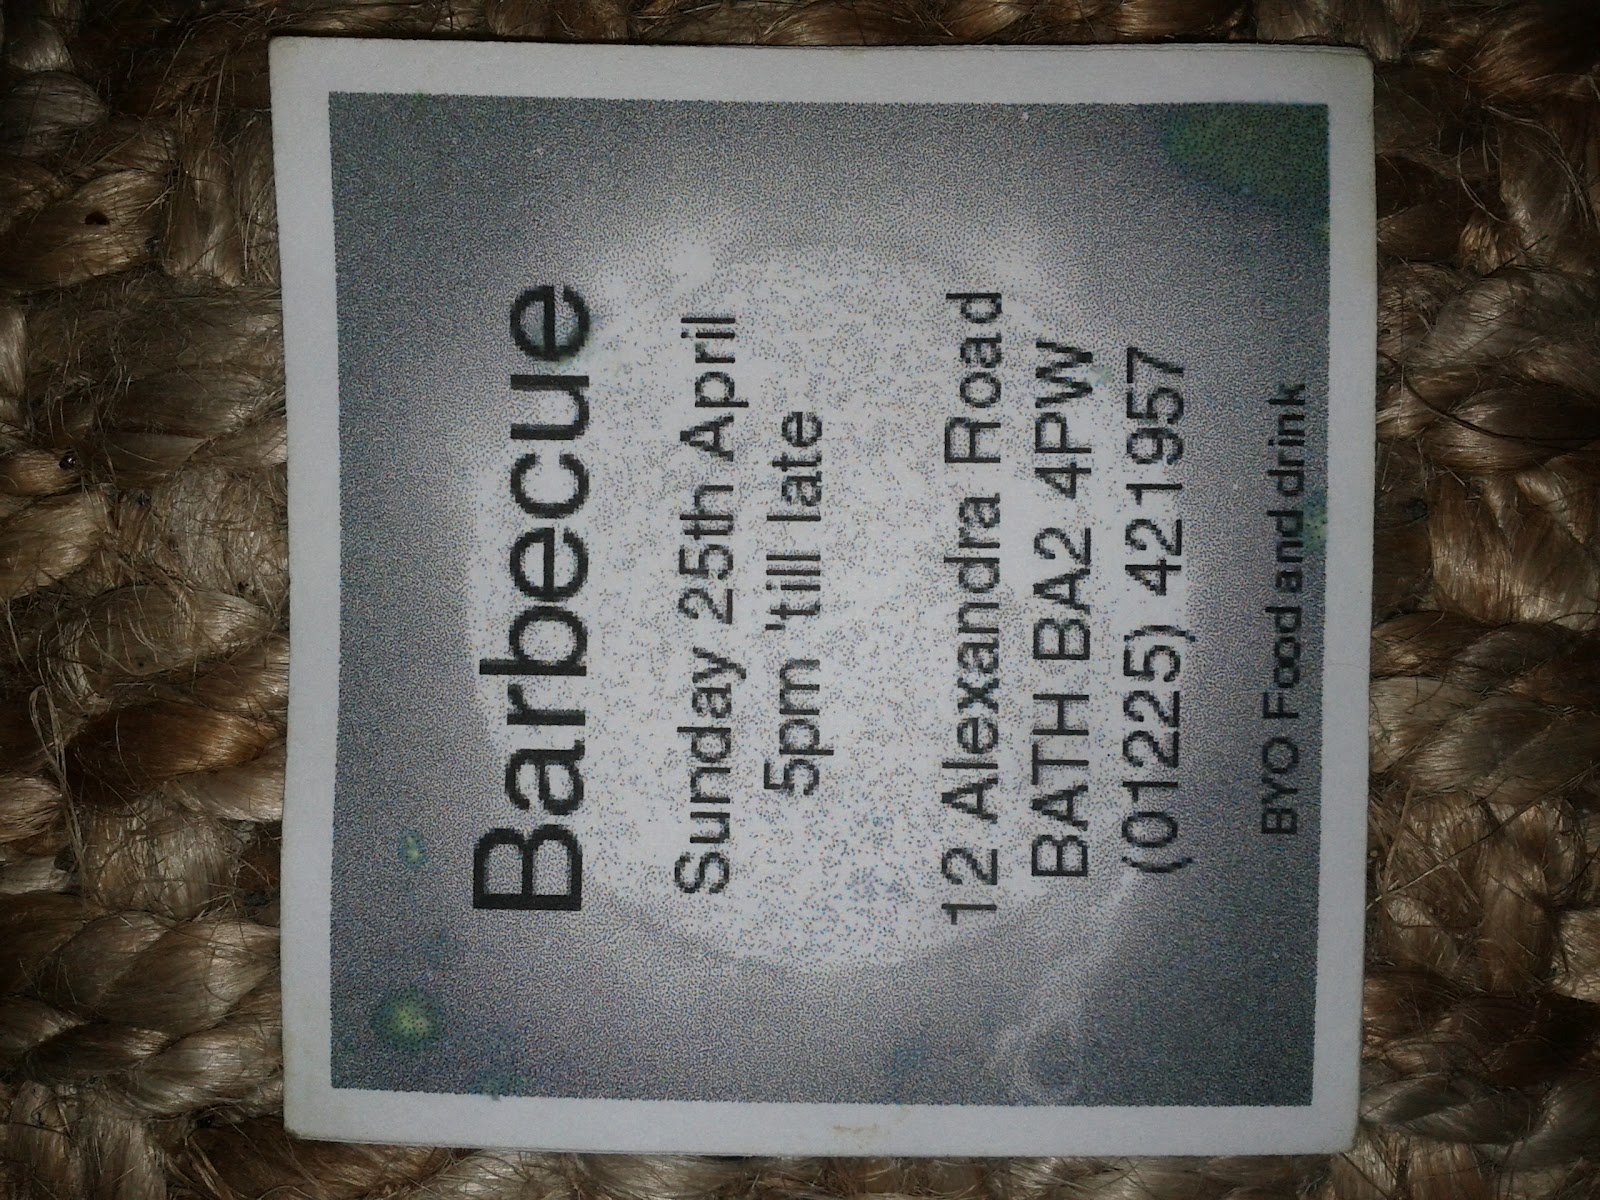 Barbecue
Sunday 25th April
5pm 'till late
12 Alexandra Road
BATH BA2 4PW
(01225) 421957
BYO Food and drink